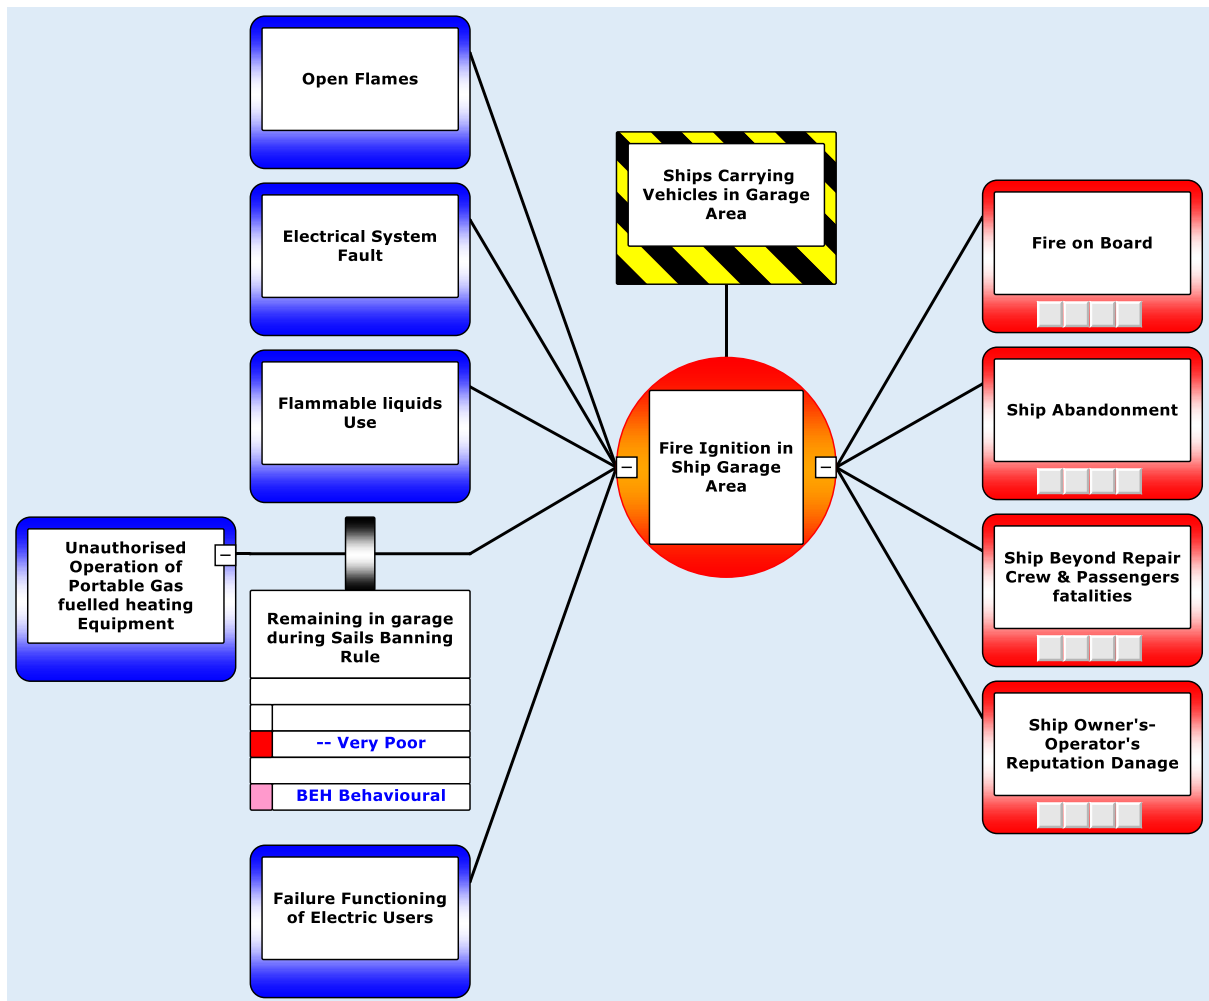 Open Flames
Electrical System
Fault
Flammable liquids
Use
Unauthorised
Operation of
Portable Gas
fuelled heating
Equipment
Remaining in garage
during Sails Banning
Rule
-- Very Poor
BEH Behavioural
Failure Functioning
of Electric Users
Ships Carrying
Vehicles in Garage
Area
Fire Ignition in
Ship Garage
Area
Fire on Board
Ship Abandonment
Ship Beyond Repair
Crew & Passengers
fatalities
Ship Owner's-
Operator's
Reputation Danage